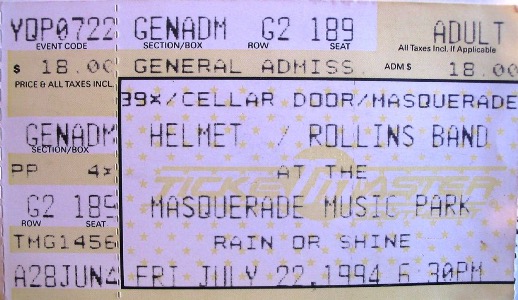 YQP0722 GENADM G2 189 ADULT
EVENT CODE SECTION/BOX ROW SEAT All Taxes Incl. If Applicable
$ 18.00 GENERAL ADMISS ADM$ 18.00
PRICE & ALL TAXES INCL.
39X/CELLAR DOOR/MASQUERADE
GENADM HELMET / ROLLINS BAND
SECTION/BOX
PP 4X AT THE
TICKETMASTER
G2 189 MASQUERADE MUSIC PARK
ROW SEAT
TMG1456 RAIN OR SHINE
A28JUN4 FRI JULY 22,1994 6:30PM